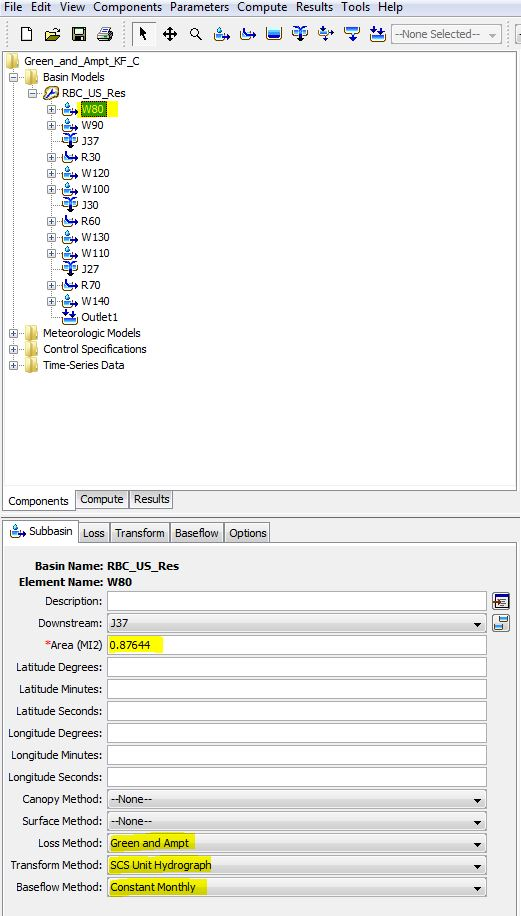 File Edit View Components Parameters Compute Results Tools Help
--None Selected--
Green_and_Ampt_KF_C
Basin Models
RBC_US_Res
W80
W90
J37
R30
W120
W100
J30
R60
W130
W110
J27
R70
W140
Outlet1
Meteorologic Models
Control Specifications
Time-Series Data
Components Compute Results
Subbasin Loss Transform Baseflow Options
Basin Name: RBC_US_Res
Element Name: W80
Description:
Downstream: J37
*Area (MI2) 0.87644
Latitude Degrees:
Latitude Minutes:
Latitude Seconds:
Longitude Degrees:
Longitude Minutes:
Longitude Seconds:
Canopy Method: --None--
Surface Method: --None--
Loss Method: Green and Ampt
Transform Method: SCS Unit Hydrograph
Baseflow Method: Constant Monthly